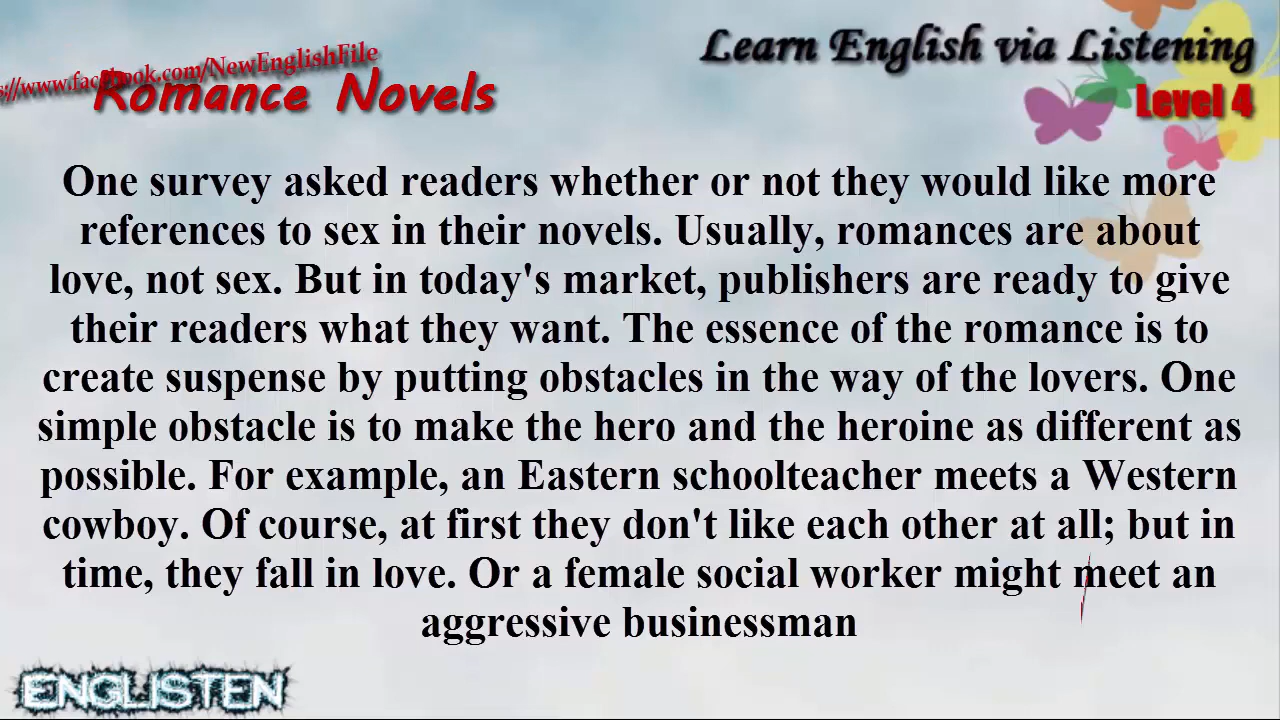 Learn English via Listening
s://www.facebook.com/NewEnglishFile
Romance Novels
Level 4
One survey asked readers whether or not they would like more
references to sex in their novels. Usually, romances are about
love, not sex. But in today's market, publishers are ready to give
their readers what they want. The essence of the romance is to
create suspense by putting obstacles in the way of the lovers. One
simple obstacle is to make the hero and the heroine as different as
possible. For example, an Eastern schoolteacher meets a Western
cowboy. Of course, at first they don't like each other at all; but in
time, they fall in love. Or a female social worker might meet an
aggressive businessman
ENGLISTEN